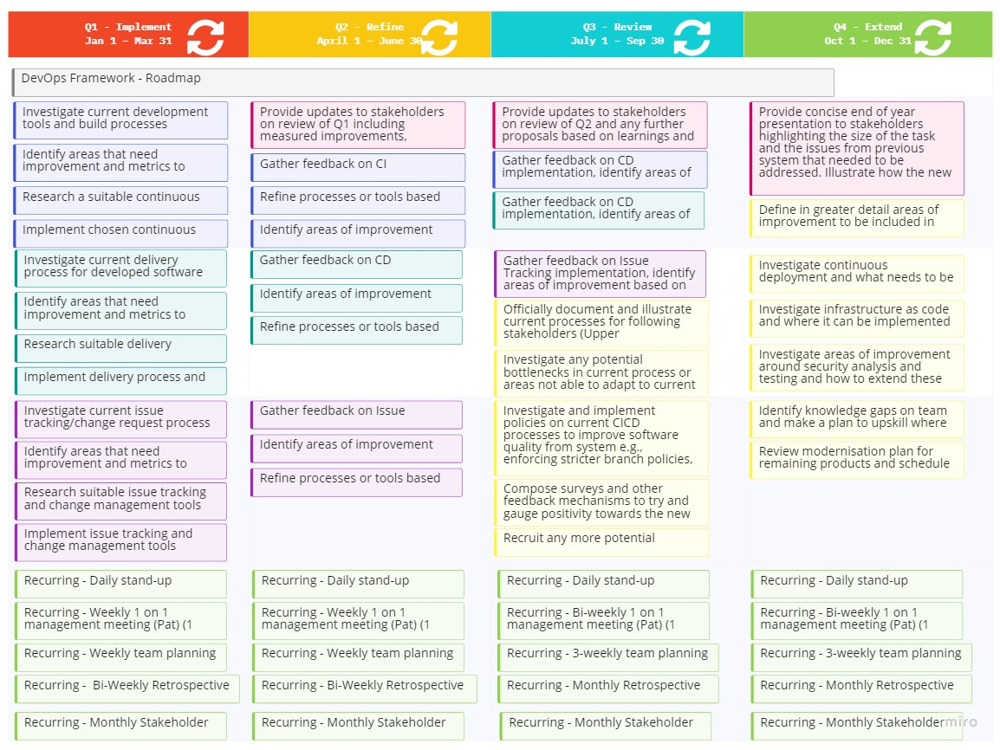 Q1 - Implement
Jan 1 – Mar 31
Q2 - Refine
April 1 – June 30
Q3 - Review
July 1 – Sep 30
Q4 - Extend
Oct 1 – Dec 31
DevOps Framework - Roadmap
Investigate current development
tools and build processes
Identify areas that need
improvement and metrics to
Research a suitable continuous
Implement chosen continuous
Investigate current delivery
process for developed software
Identify areas that need
improvement and metrics to
Research suitable delivery
Implement delivery process and
Investigate current issue
tracking/change request process
Identify areas that need
improvement and metrics to
Research suitable issue tracking
and change management tools
Implement issue tracking and
change management tools
Recurring - Daily stand-up
Recurring - Weekly 1 on 1
management meeting (Pat) (1
Recurring - Weekly team planning
Recurring -  Bi-Weekly Retrospective
Recurring - Monthly Stakeholder
Provide updates to stakeholders
on review of Q1 including
measured improvements,
Gather feedback on CI
Refine processes or tools based
Identify areas of improvement
Gather feedback on CD
Identify areas of improvement
Refine processes or tools based
Gather feedback on Issue
Identify areas of improvement
Refine processes or tools based
Recurring - Daily stand-up
Recurring - Weekly 1 on 1
management meeting (Pat) (1
Recurring - Weekly team planning
Recurring - Bi-Weekly Retrospective
Recurring - Monthly Stakeholder
Provide updates to stakeholders
on review of Q2 and any further
proposals based on learnings and
Gather feedback on CD
implementation, identify areas of
Gather feedback on CD
implementation, identify areas of
Gather feedback on Issue
Tracking implementation, identify
areas of improvement based on
Officially document and illustrate
current processes for following
stakeholders (Upper
Investigate any potential
bottlenecks in current process or
areas not able to adapt to current
Investigate and implement
policies on current CICD
processes to improve software
quality from system e.g.,
enforcing stricter branch policies,
Compose surveys and other
feedback mechanisms to try and
gauge positivity towards the new
Recruit any more potential
Recurring - Daily stand-up
Recurring - Bi-weekly 1 on 1
management meeting (Pat) (1
Recurring - 3-weekly team planning
Recurring - Monthly Retrospective
Recurring - Monthly Stakeholder
Provide concise end of year
presentation to stakeholders
highlighting the size of the task
and the issues from previous
system that needed to be
addressed. Illustrate how the new
Define in greater detail areas of
improvement to be included in
Investigate continuous
deployment and what needs to be
Investigate infrastructure as code
and where it can be implemented
Investigate areas of improvement
around security analysis and
testing and how to extend these
Identify knowledge gaps on team
and make a plan to upskill where
Review modernisation plan for
remaining products and schedule
Recurring - Daily stand-up
Recurring - Bi-weekly 1 on 1
management meeting (Pat) (1
Recurring - 3-weekly team planning
Recurring - Monthly Retrospective
Recurring - Monthly Stakeholder
miro